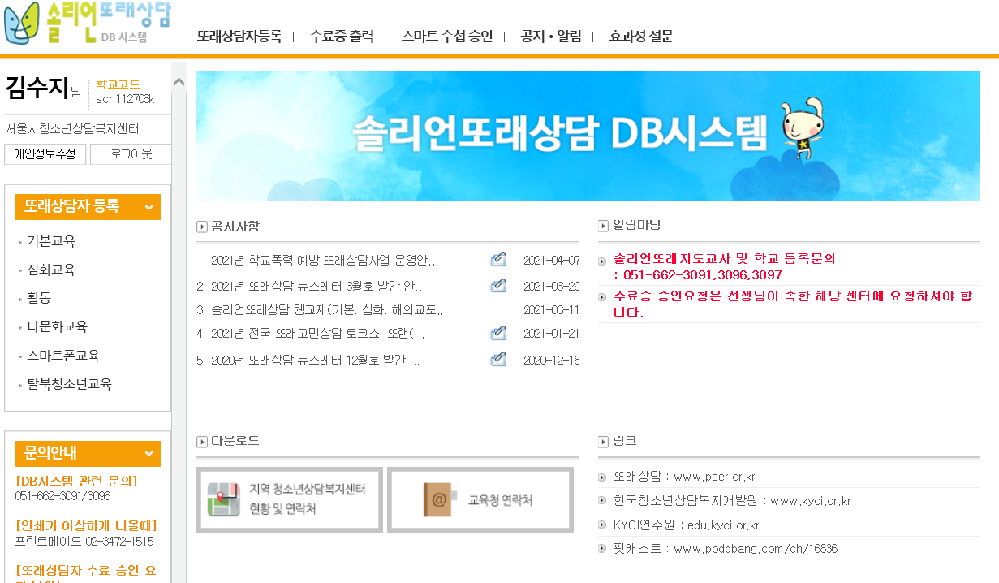 솔리언또래상담
DB 시스템
또래상담자등록 | 수료증 출력 | 스마트 수첩 승인 | 공지•알림 | 효과성 설문
김수지님
학교코드
sch112708k
서울시청소년상담복지센터
개인정보수정
로그아웃
또래상담자 등록
기본교육
심화교육
활동
다문화교육
스마트폰교육
탈북청소년교육
문의안내
[DB시스템 관련 문의]
051-662-3091/3096
[인쇄가 이상하게 나올때]
프린트메이드 02-3472-1515
[또래상담자 수료 승인 요
솔리언또래상담 DB시스템
공지사항
1 2021년 학교폭력 예방 또래상담사업 운영안... 2021-04-07
2 2021년 또래상담 뉴스레터 3월호 발간 안... 2021-03-29
3 솔리언또래상담 웹교재(기본, 심화, 해외교포... 2021-03-11
4 2021년 전국 또래고민상담 토크쇼 '또랜(... 2021-01-21
5 2020년 또래상담 뉴스레터 12월호 발간 ... 2020-12-18
알림마당
솔리언또래지도교사 및 학교 등록문의
: 051-662-3091,3096,3097
수료증 승인요청은 선생님이 속한 해당 센터에 요청하셔야 합
니다.
다운로드
지역 청소년상담복지센터
현황 및 연락처
@
교육청 연락처
링크
또래상담 : www.peer.or.kr
한국청소년상담복지개발원 : www.kyci.or.kr
KYCI연수원 : edu.kyci.or.kr
팟캐스트 : www.podbbang.com/ch/16836